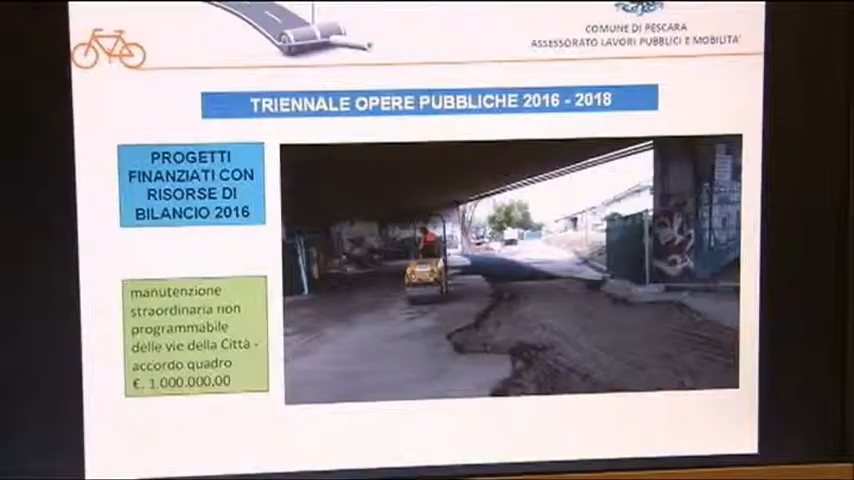 COMUNE DI PESCARA
ASSESSORATO LAVORI PUBBLICI E MOBILITA'
TRIENNALE OPERE PUBBLICHE 2016 - 2018
PROGETTI
FINANZIATI CON
RISORSE DI
BILANCIO 2016
manutenzione
straordinaria non
programmabile
delle vie della Città -
accordo quadro
€. 1.000.000,00